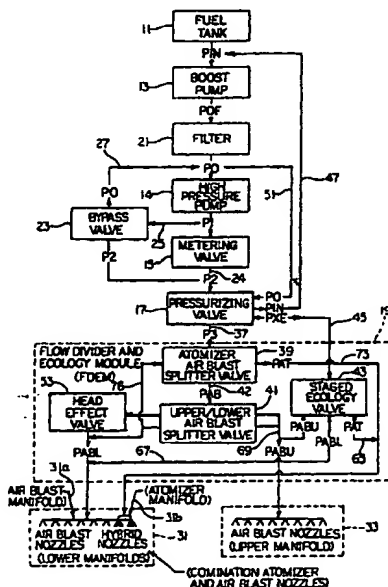 FUEL
TANK
11
PIN
BOOST
PUMP
13
POF
FILTER
21
27
PO
PO
HIGH
PRESSURE
PUMP
14
51
47
BYPASS
VALVE
23
25
P1
METERING
VALVE
15
P2
P2
24
PRESSURIZING
VALVE
17
PO
PIN
PXE
45
P3
37
19
FLOW DIVIDER AND
ECOLOGY MODULE
(FDEM)
ATOMIZER
AIR BLAST
SPLITTER VALVE
39
PAT
73
53
76
PAB
42
43
HEAD
EFFECT
VALVE
UPPER/LOWER
AIR BLAST
SPLITTER VALVE
41
STAGED
ECOLOGY
VALVE
PABL
67
69
PABU
PABU
PABL
PAT
63
31a
AIR BLAST
MANIFOLD
(ATOMIZER
MANIFOLD)
31b
AIR BLAST
NOZZLES
HYBRID
NOZZLES
31
(LOWER MANIFOLDS)
AIR BLAST NOZZLES
(UPPER MANIFOLD)
33
(COMINATION ATOMIZER
AND AIR BLAST NOZZLES)